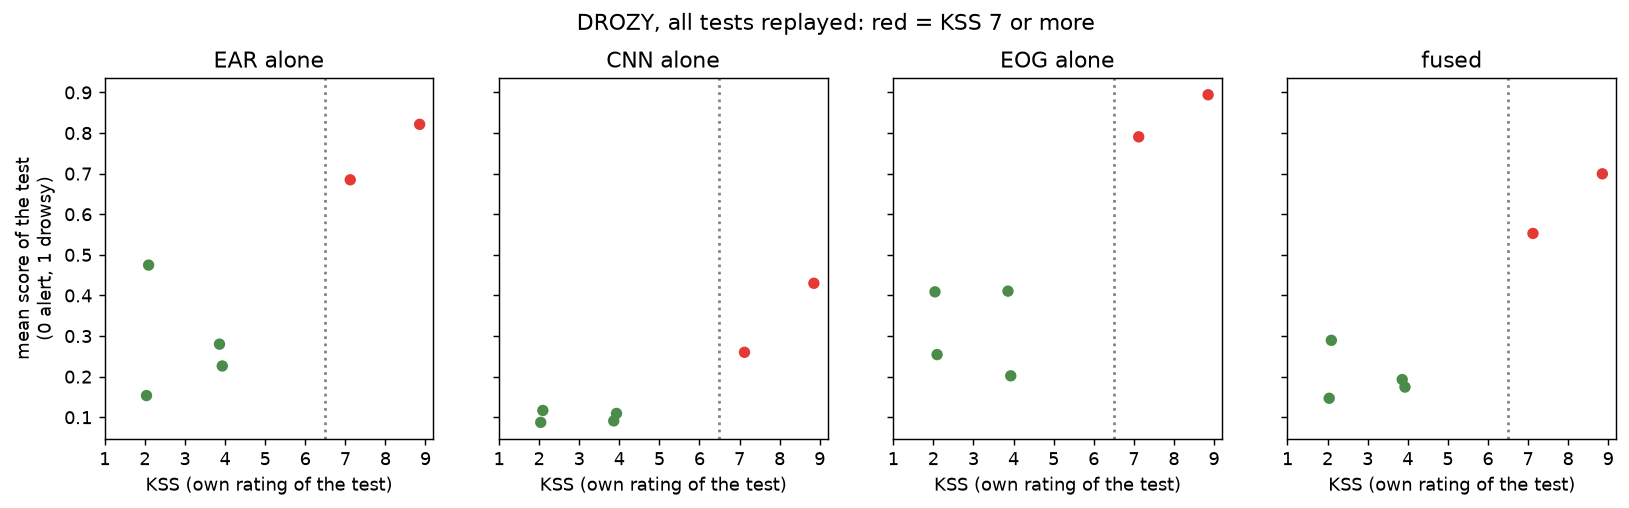 DROZY, all tests replayed: red = KSS 7 or more
EAR alone
CNN alone
EOG alone
fused
mean score of the test
(0 alert, 1 drowsy)
0.9
0.8
0.7
0.6
0.5
0.4
0.3
0.2
0.1
1 2 3 4 5 6 7 8 9
1 2 3 4 5 6 7 8 9
1 2 3 4 5 6 7 8 9
1 2 3 4 5 6 7 8 9
KSS (own rating of the test)
KSS (own rating of the test)
KSS (own rating of the test)
KSS (own rating of the test)